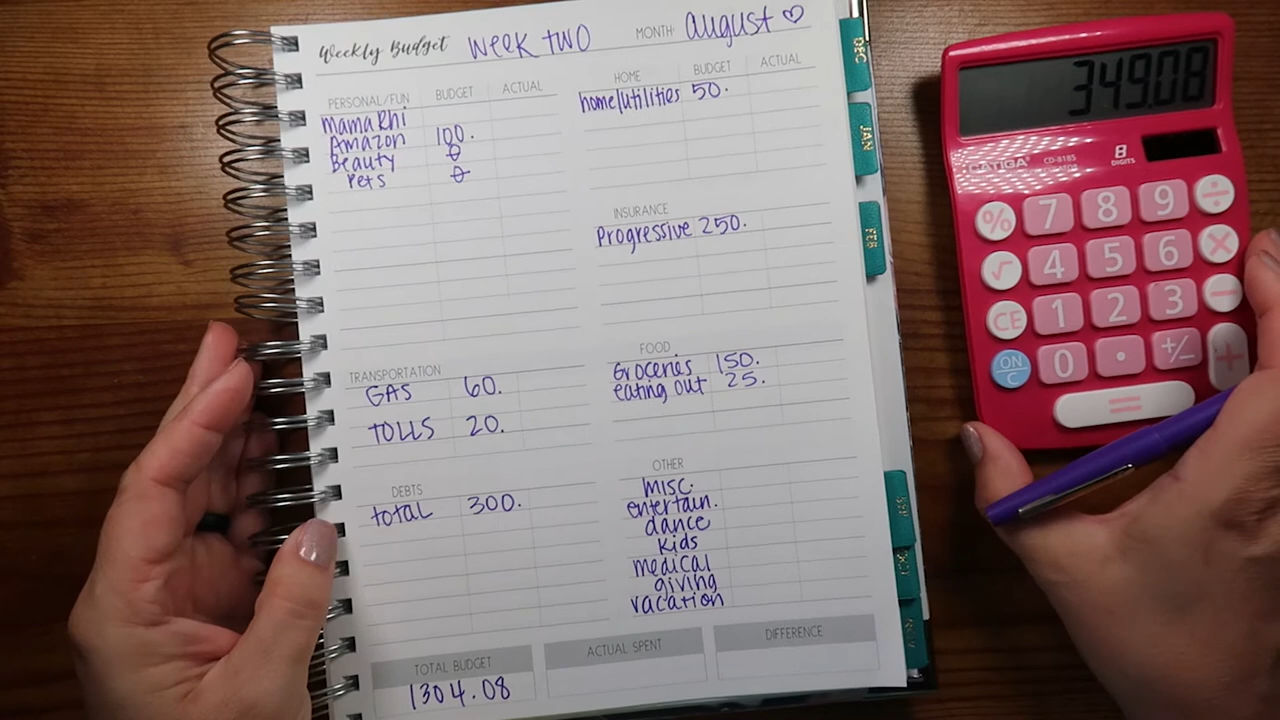 Weekly Budget week two MONTH: august ♡
PERSONAL/FUN BUDGET ACTUAL
mama Rhi
Amazon 100.
Beauty 0
Pets 0
HOME BUDGET ACTUAL
home/utilities 50.
INSURANCE
Progressive 250.
TRANSPORTATION
GAS 60.
TOLLS 20.
FOOD
Groceries 150.
eating out 25.
DEBTS
total 300.
OTHER
misc.
entertain.
dance
kids
medical
giving
vacation
TOTAL BUDGET
1304.08
ACTUAL SPENT
DIFFERENCE
DEC
JAN
FEB
349.08
CATIGA CD-8185
8 DIGITS
% 7 8 9 ÷
√ 4 5 6 ×
CE 1 2 3 −
ON/C 0 . +/− +
=